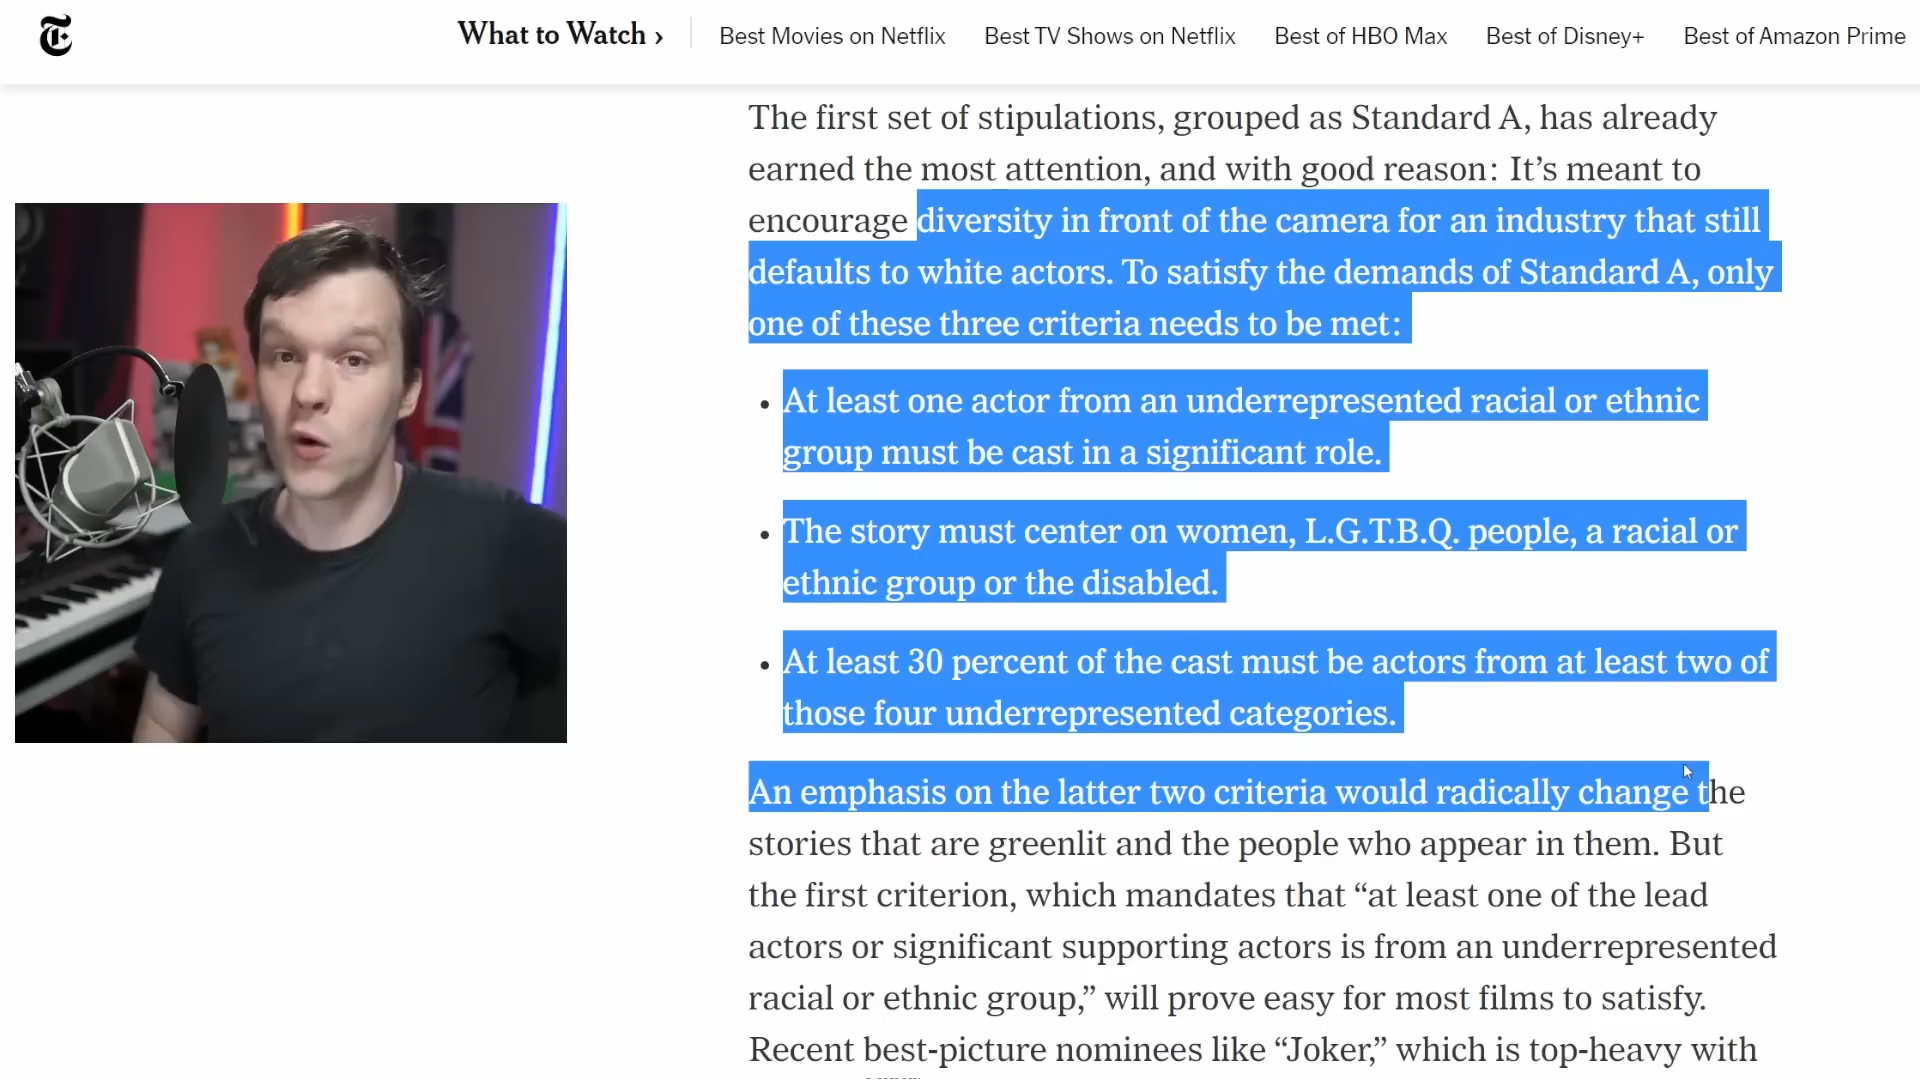 What to Watch ›
Best Movies on Netflix
Best TV Shows on Netflix
Best of HBO Max
Best of Disney+
Best of Amazon Prime
The first set of stipulations, grouped as Standard A, has already
earned the most attention, and with good reason: It’s meant to
encourage diversity in front of the camera for an industry that still
defaults to white actors. To satisfy the demands of Standard A, only
one of these three criteria needs to be met:
• At least one actor from an underrepresented racial or ethnic
group must be cast in a significant role.
• The story must center on women, L.G.T.B.Q. people, a racial or
ethnic group or the disabled.
• At least 30 percent of the cast must be actors from at least two of
those four underrepresented categories.
An emphasis on the latter two criteria would radically change the
stories that are greenlit and the people who appear in them. But
the first criterion, which mandates that “at least one of the lead
actors or significant supporting actors is from an underrepresented
racial or ethnic group,” will prove easy for most films to satisfy.
Recent best-picture nominees like “Joker,” which is top-heavy with